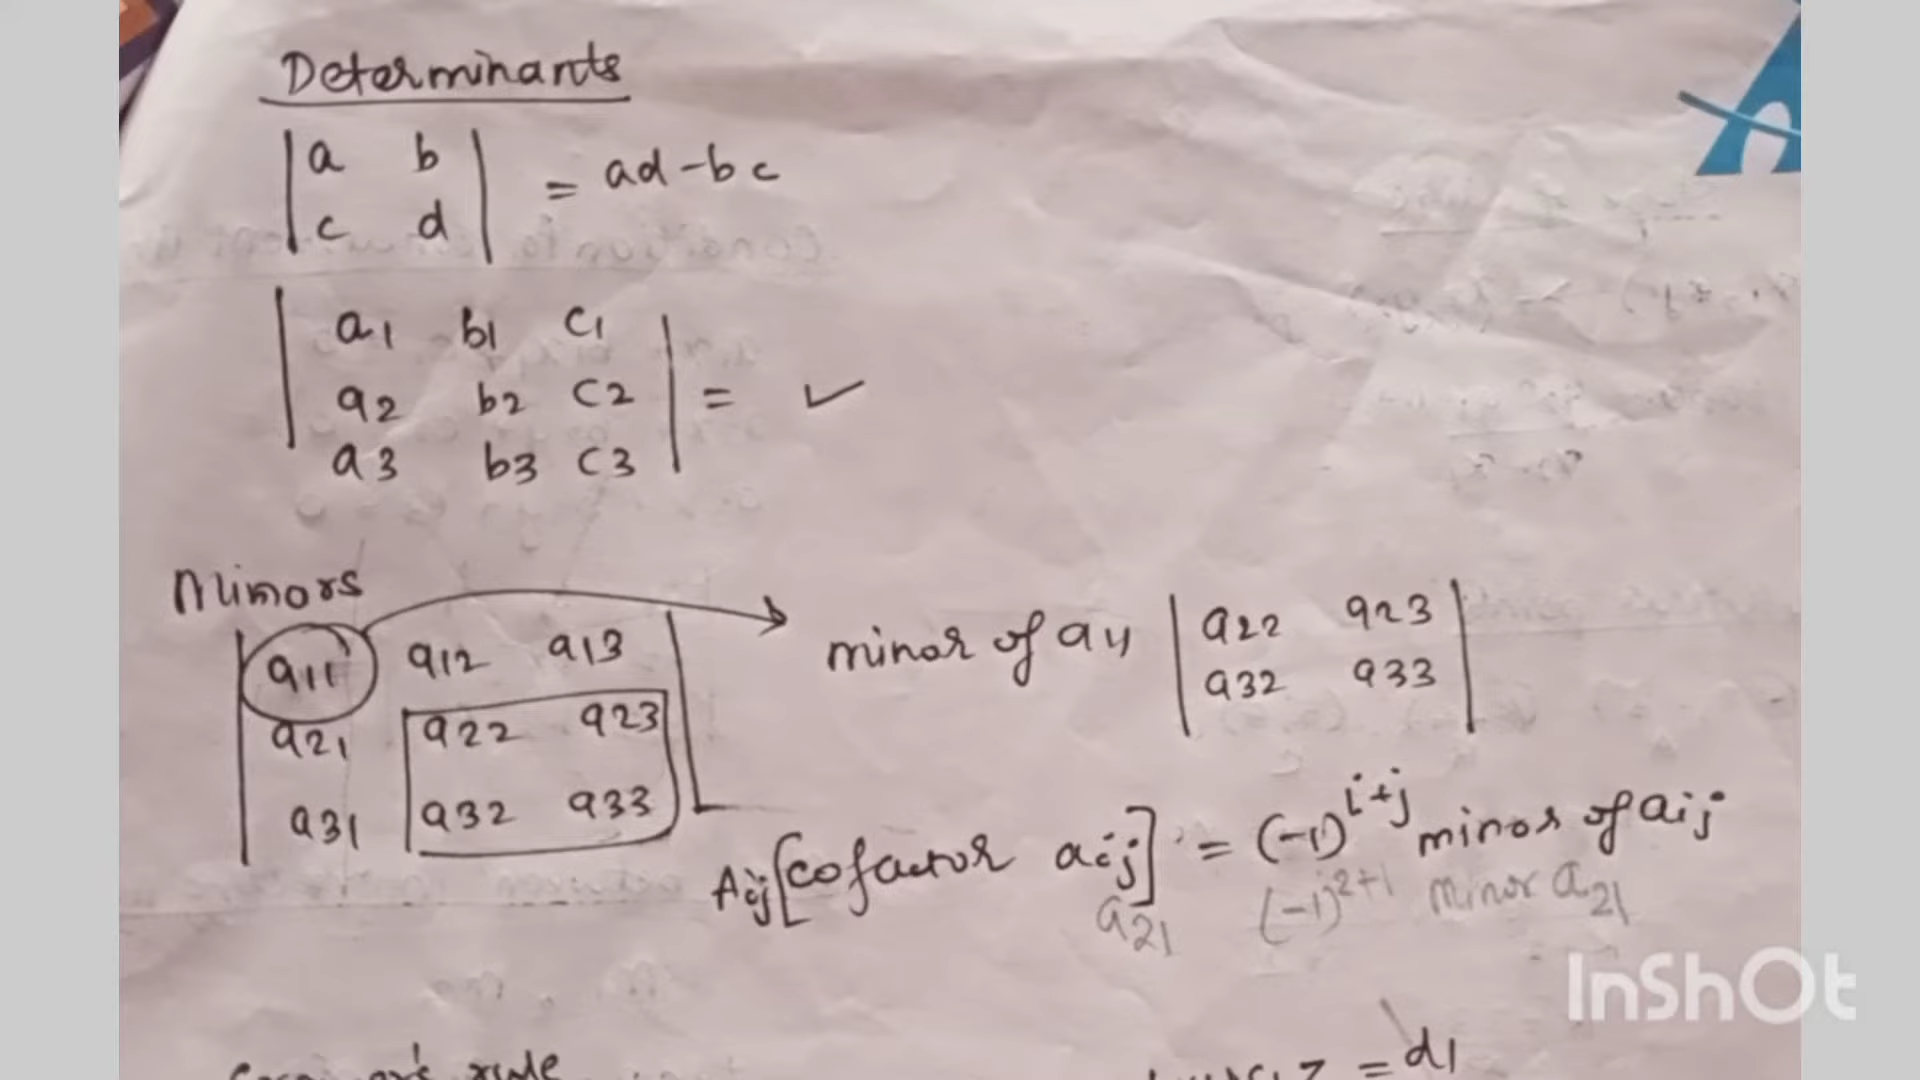 Determinants
| a b |
| c d | = ad - bc
| a1 b1 c1 |
| a2 b2 c2 | = ✓
| a3 b3 c3 |
Minors
| a11 a12 a13 |
| a21 a22 a23 |
| a31 a32 a33 |
minor of a11 | a22 a23 |
| a32 a33 |
Aij [cofactor aij] = (-1)^i+j minor of aij
a21 (-1)^2+1 Minor a21
InShOt
rule
= d1